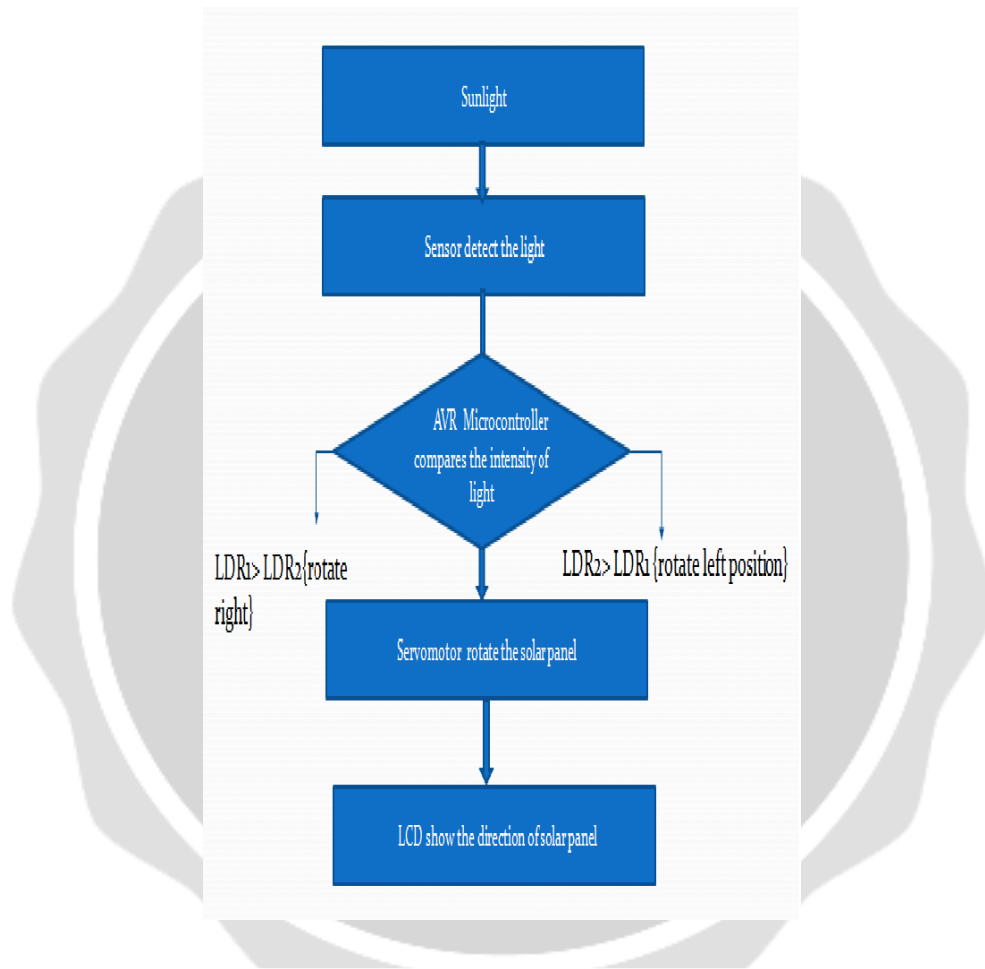 Sunlight
Sensor detect the light
AVR Microcontroller
compares the intensity of
light
LDR1>LDR2{rotate
right}
LDR2>LDR1{rotate left position}
Servomotor rotate the solar panel
LCD show the direction of solar panel